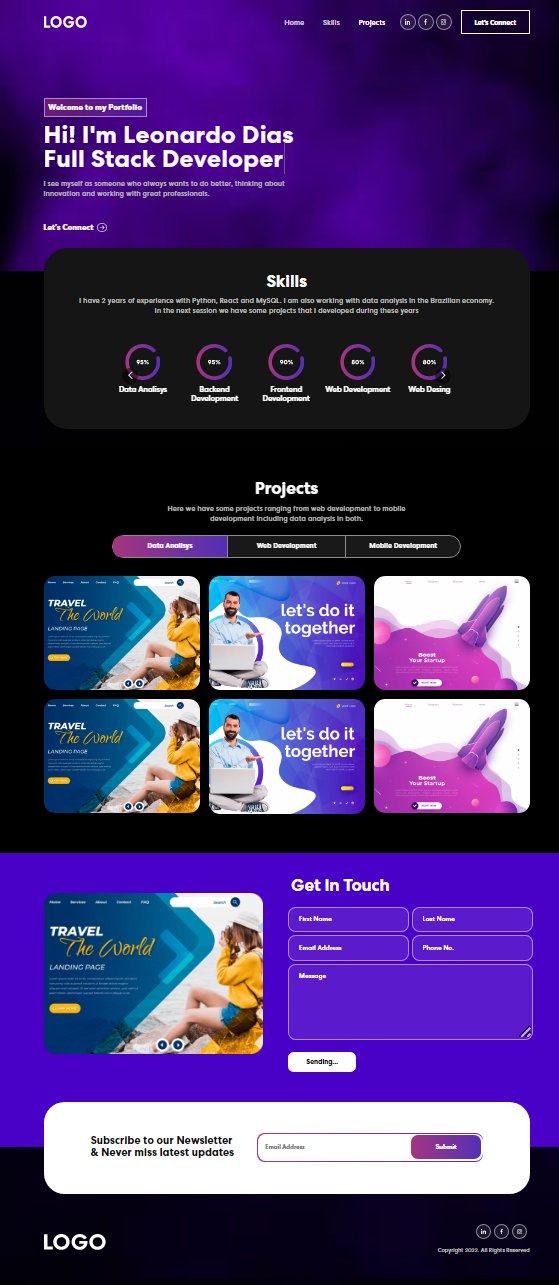 LOGO
Home Skills Projects
Let's Connect
Welcome to my Portfolio
Hi! I'm Leonardo Dias
Full Stack Developer
I see myself as someone who always wants to do better, thinking about
innovation and working with great professionals.
Let's Connect
Skills
I have 2 years of experience with Python, React and MySQL. I am also working with data analysis in the Brazilian economy.
In the next session we have some projects that I developed during these years
95% 95% 90% 80% 80%
Data Analisys Backend Frontend Web Development Web Desing
Development Development
Projects
Here we have some projects ranging from web development to mobile
development including data analysis in both.
Data Analisys Web Development Mobile Development
TRAVEL
The World
LANDING PAGE
let's do it
together
Boost
Your Startup
TRAVEL
The World
LANDING PAGE
let's do it
together
Boost
Your Startup
Get In Touch
Home Services About Contact FAQ Search
TRAVEL
The World
LANDING PAGE
First Name Last Name
Email Address Phone No.
Message
Sending...
Subscribe to our Newsletter
& Never miss latest updates
Email Address
Submit
LOGO
Copyright 2022. All Rights Reserved